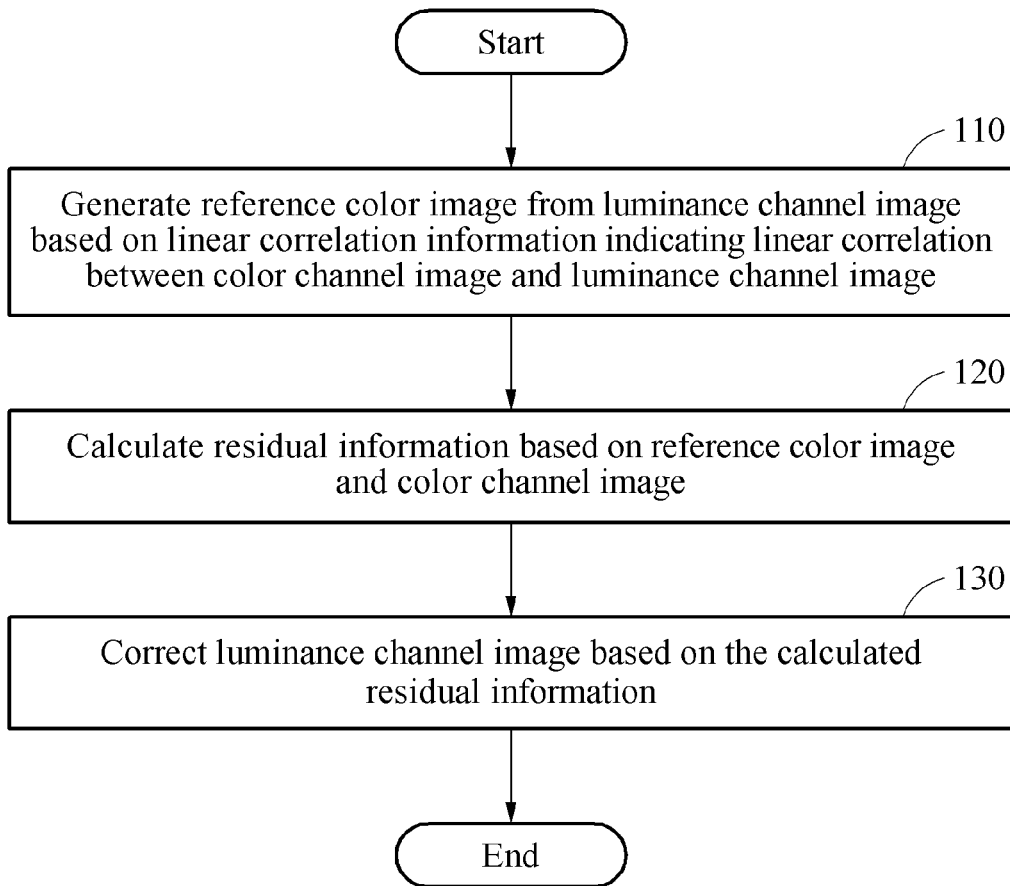 Start
110
Generate reference color image from luminance channel image
based on linear correlation information indicating linear correlation
between color channel image and luminance channel image
120
Calculate residual information based on reference color image
and color channel image
130
Correct luminance channel image based on the calculated
residual information
End